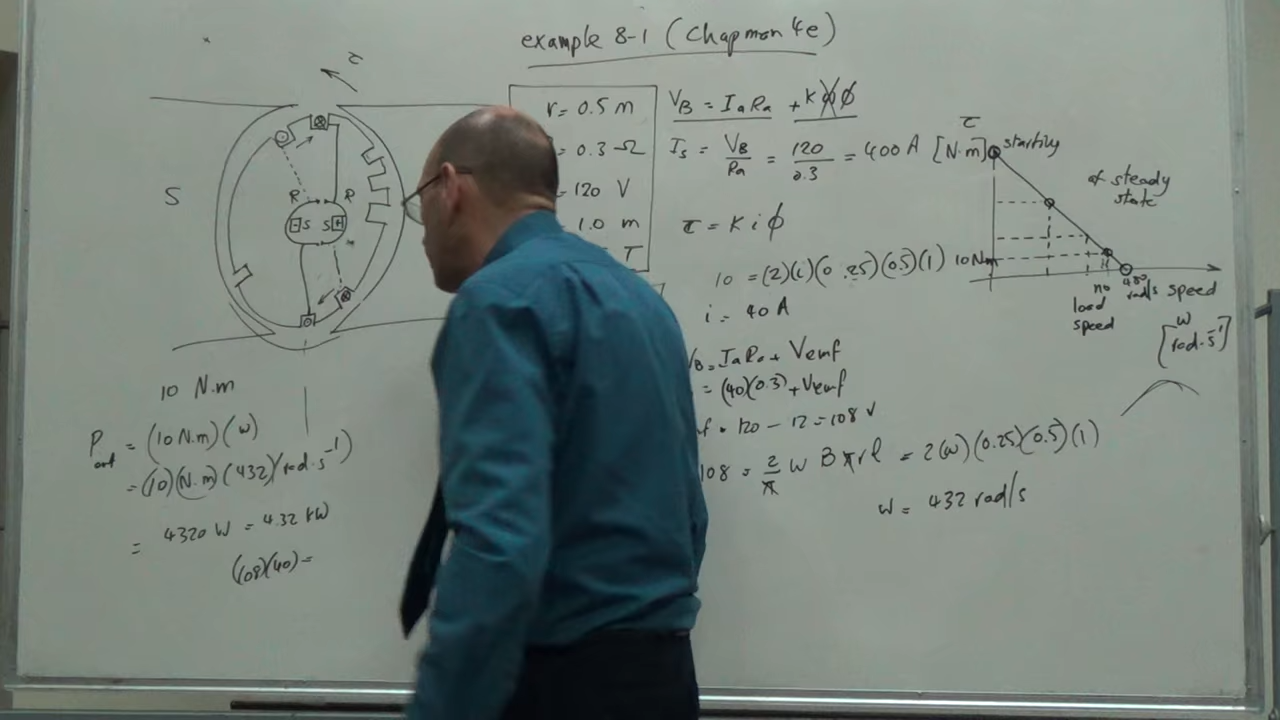 example 8-1 (Chapman 4e)
τ
S
R R
S S
r = 0.5 m
= 0.3 Ω
= 120 V
1.0 m
T
V_B = I_a R_a + K ϕ
I_s = V_B / R_a = 120 / 0.3 = 400 A
τ = K i ϕ
10 = (2)(i)(0.25)(0.5)(1)
i = 40 A
V_B = I_a R_a + Vemf
= (40)(0.3) + Vemf
f = 120 - 12 = 108 V
108 = 2/π ω B π r l = 2(ω)(0.25)(0.5)(1)
ω = 432 rad/s
τ
[N·m]
starting
steady
state
10 N
no
load
speed
480
rad/s speed
ω
[rad·s⁻¹]
10 N.m
P_out = (10 N.m)(ω)
= (10)(N.m)(432)(rad·s⁻¹)
= 4320 W = 4.32 kW
(108)(40) =